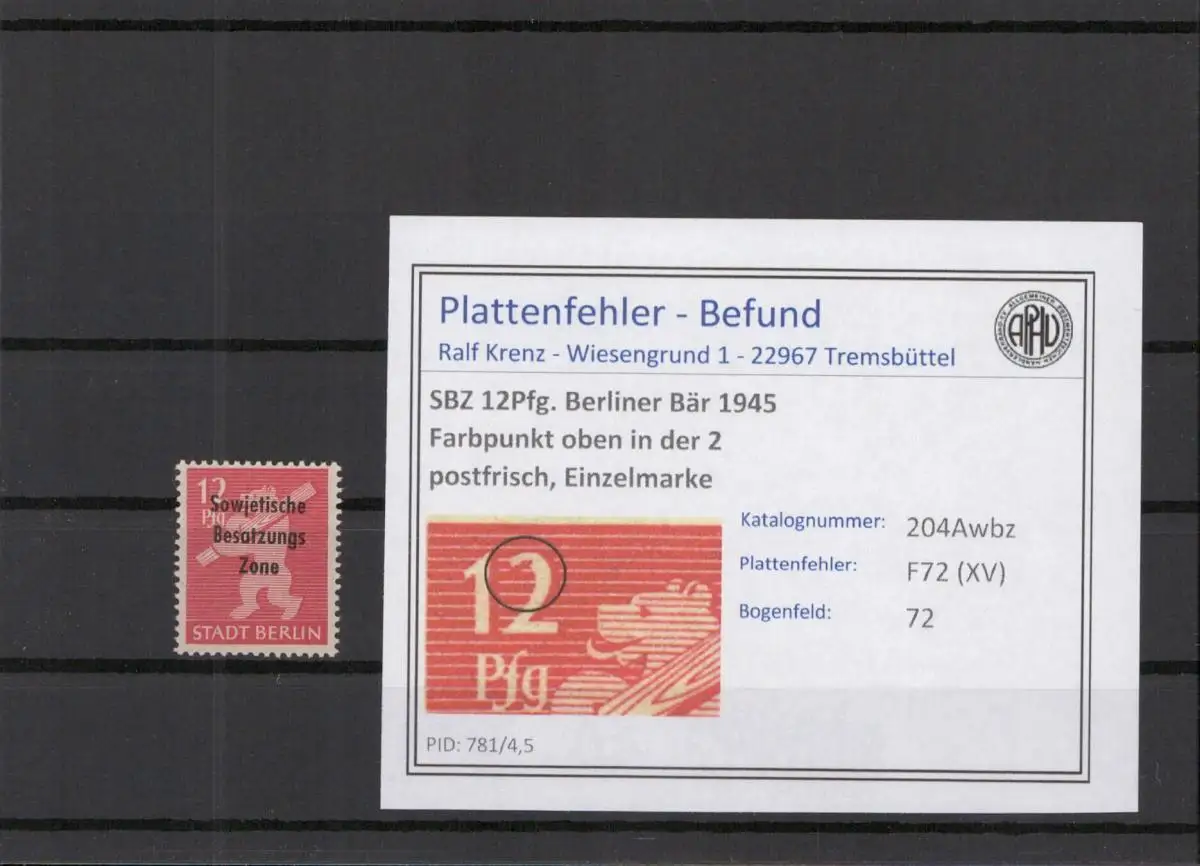 12
Pfg
Sowjetische
Besatzungs
Zone
STADT BERLIN
Plattenfehler - Befund
Ralf Krenz - Wiesengrund 1 - 22967 Tremsbüttel
APHV
SBZ 12Pfg. Berliner Bär 1945
Farbpunkt oben in der 2
postfrisch, Einzelmarke
12
Pfg
Katalognummer: 204Awbz
Plattenfehler: F72 (XV)
Bogenfeld: 72
PID: 781/4,5